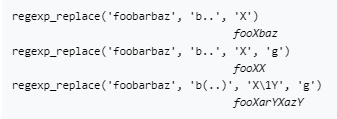 regexp_replace('foobarbaz', 'b..', 'X')
fooXbaz
regexp_replace('foobarbaz', 'b..', 'X', 'g')
fooXX
regexp_replace('foobarbaz', 'b(..)', 'X\1Y', 'g')
fooXarYXazY